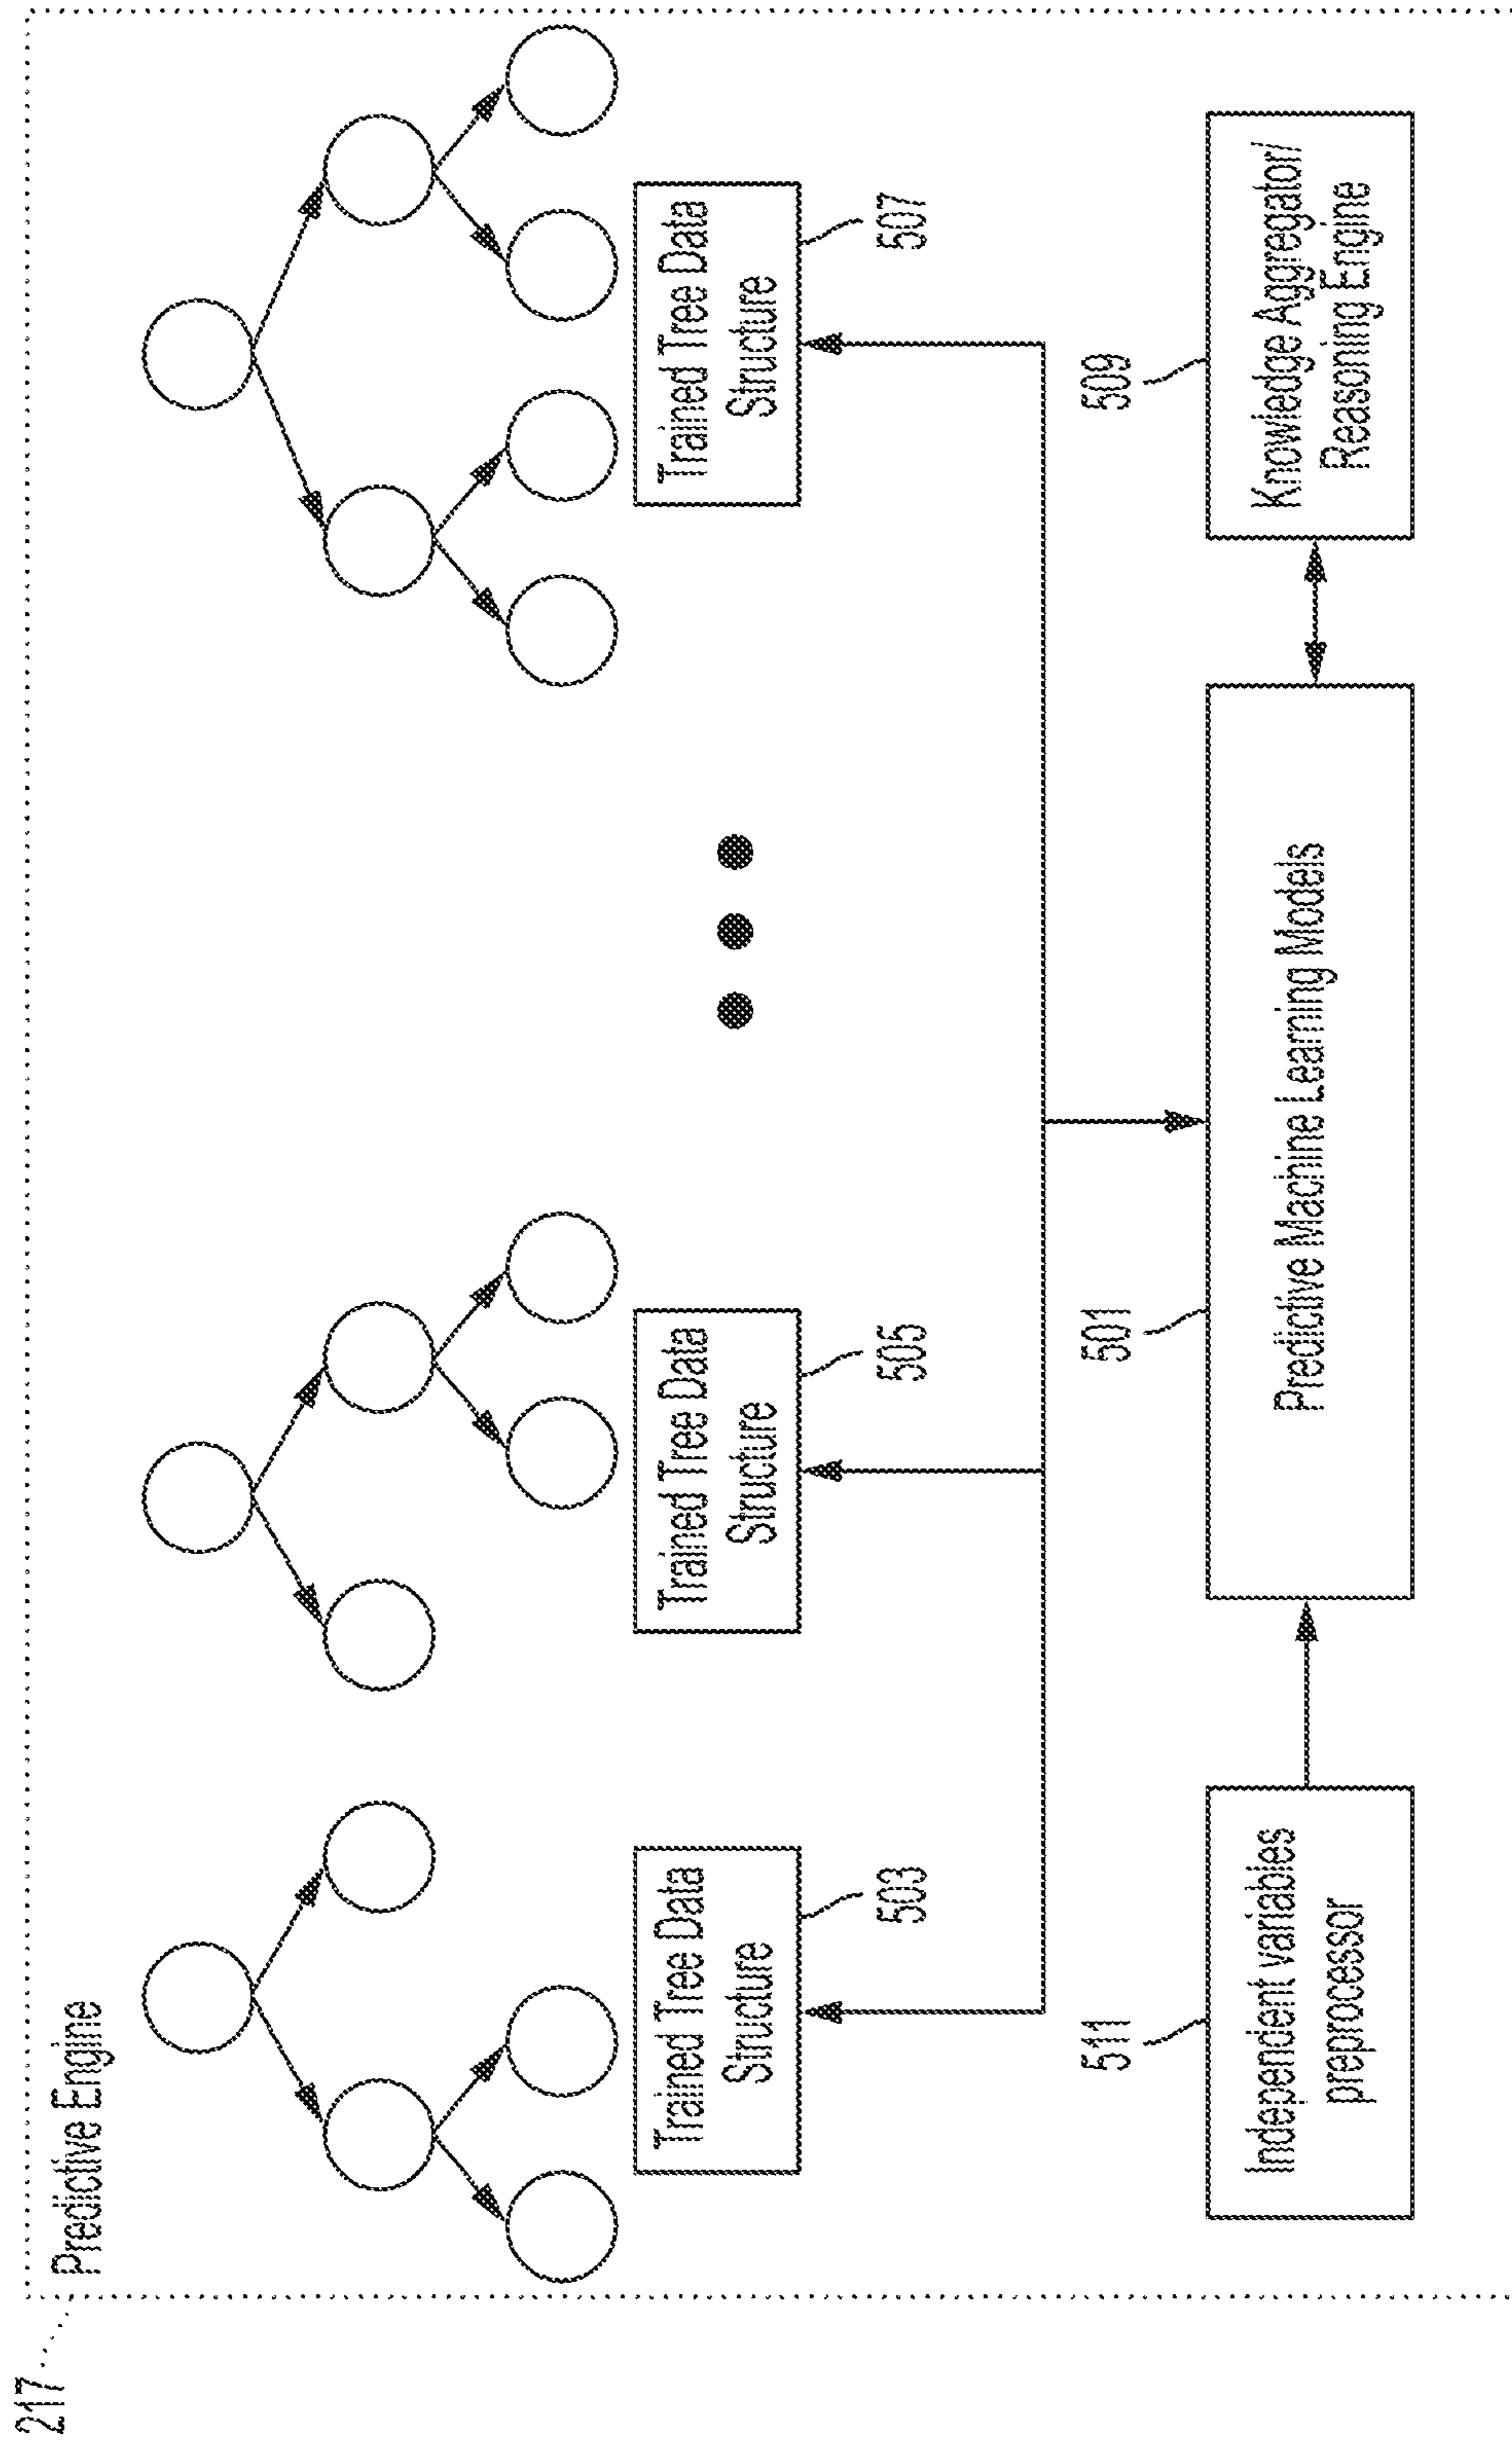 217
Predictive Engine
Trained Tree Data
Structure
503
Trained Tree Data
Structure
505
Trained Tree Data
Structure
507
511
Independent variables
preprocessor
501
Predictive Machine Learning Models
509
Knowledge Aggregator/
Reasoning Engine